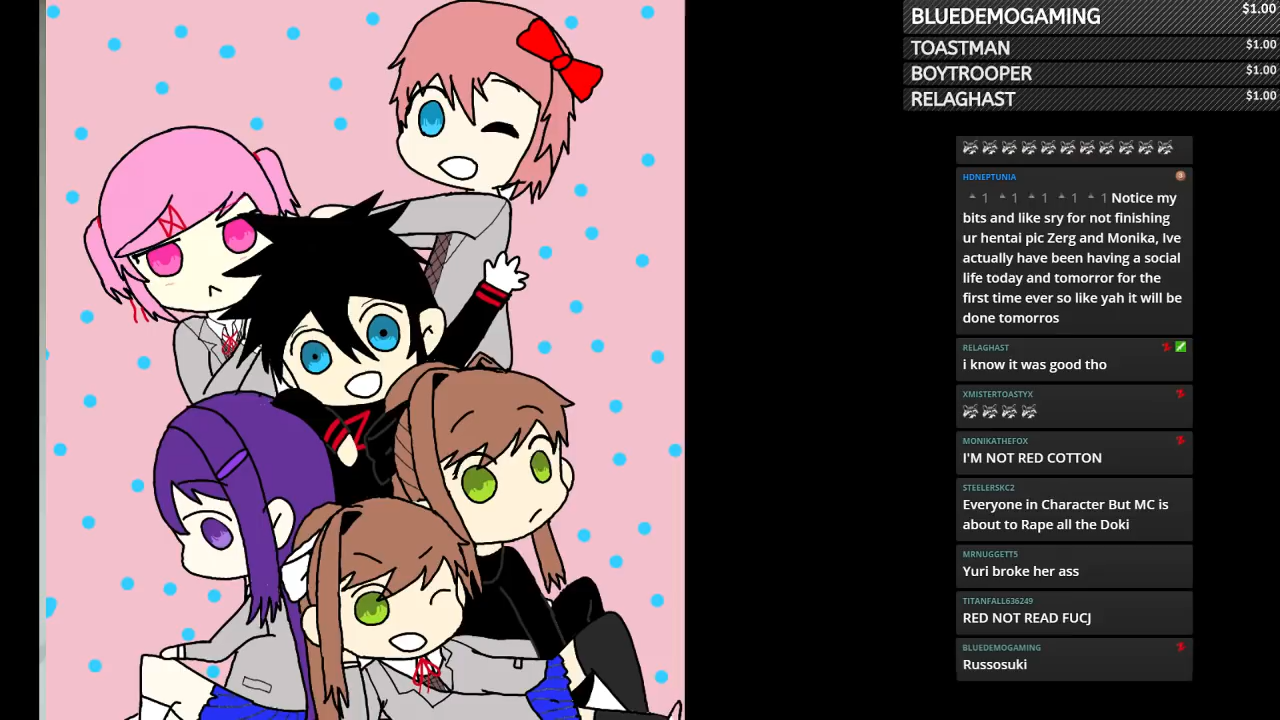 BLUEDEMOGAMING $1.00
TOASTMAN $1.00
BOYTROOPER $1.00
RELAGHAST $1.00
HDNEPTUNIA
1 1 1 1 1 Notice my
bits and like sry for not finishing
ur hentai pic Zerg and Monika, Ive
actually have been having a social
life today and tomorror for the
first time ever so like yah it will be
done tomorros
RELAGHAST
i know it was good tho
XMISTERTOASTYX
MONIKATHEFOX
I'M NOT RED COTTON
STEELERSKC2
Everyone in Character But MC is
about to Rape all the Doki
MRNUGGETT5
Yuri broke her ass
TITANFALL636249
RED NOT READ FUCJ
BLUEDEMOGAMING
Russosuki